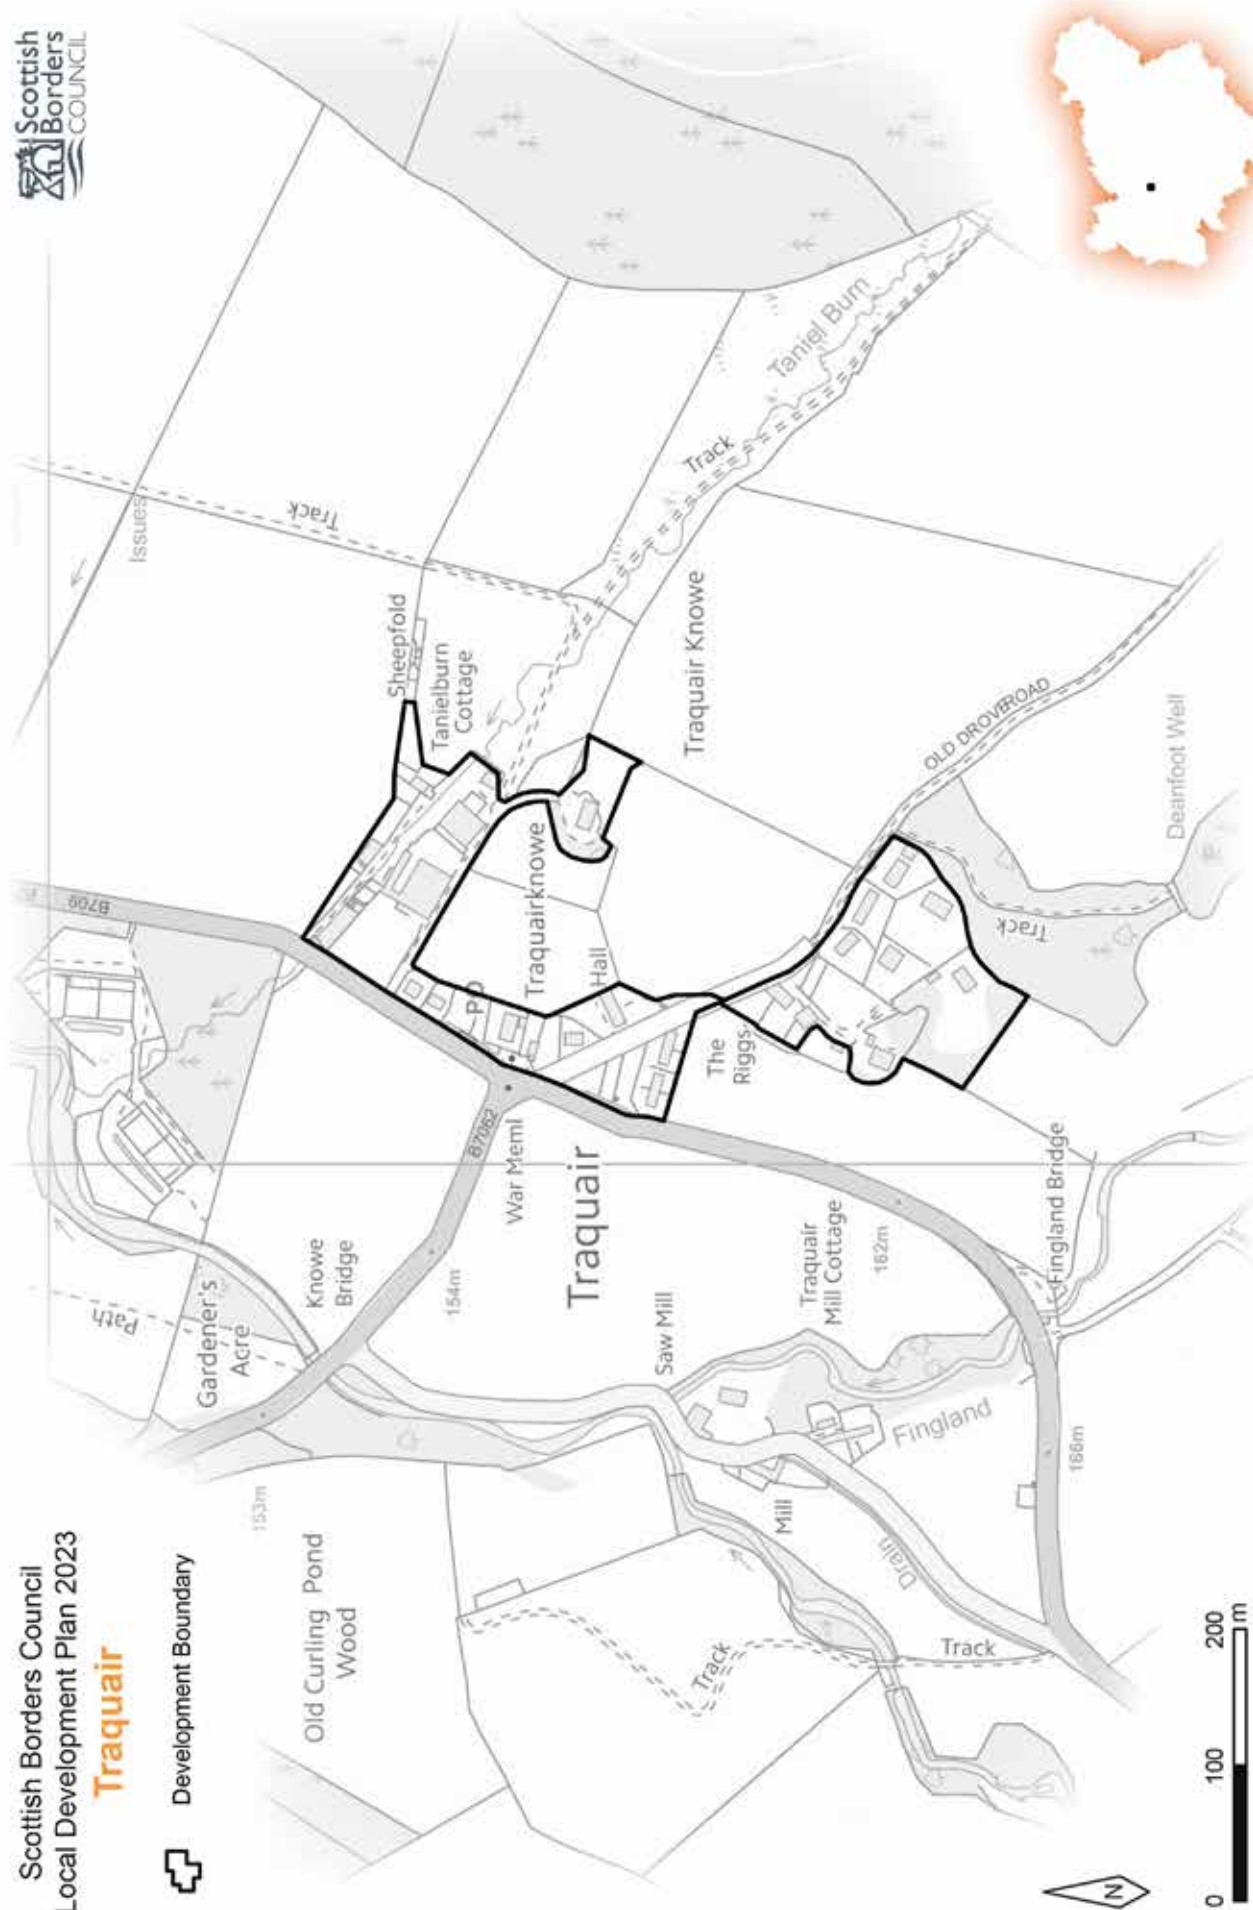 Scottish Borders Council
Local Development Plan 2023
Traquair
Development Boundary
Scottish
Borders
COUNCIL
Old Curling Pond
Wood
153m
Gardener's
Acre
Path
Knowe
Bridge
154m
B7062
War Meml
Traquair
B709
Issues
Track
Sheepfold
Tanielburn
Cottage
PO
Traquairknowe
Hall
Traquair Knowe
Track
Taniel Burn
The
Riggs
OLD DROVE ROAD
Deanfoot Well
Track
Saw Mill
Traquair
Mill Cottage
162m
Fingland Bridge
Mill
Fingland
Drain
166m
Track
Track
N
0 100 200
m